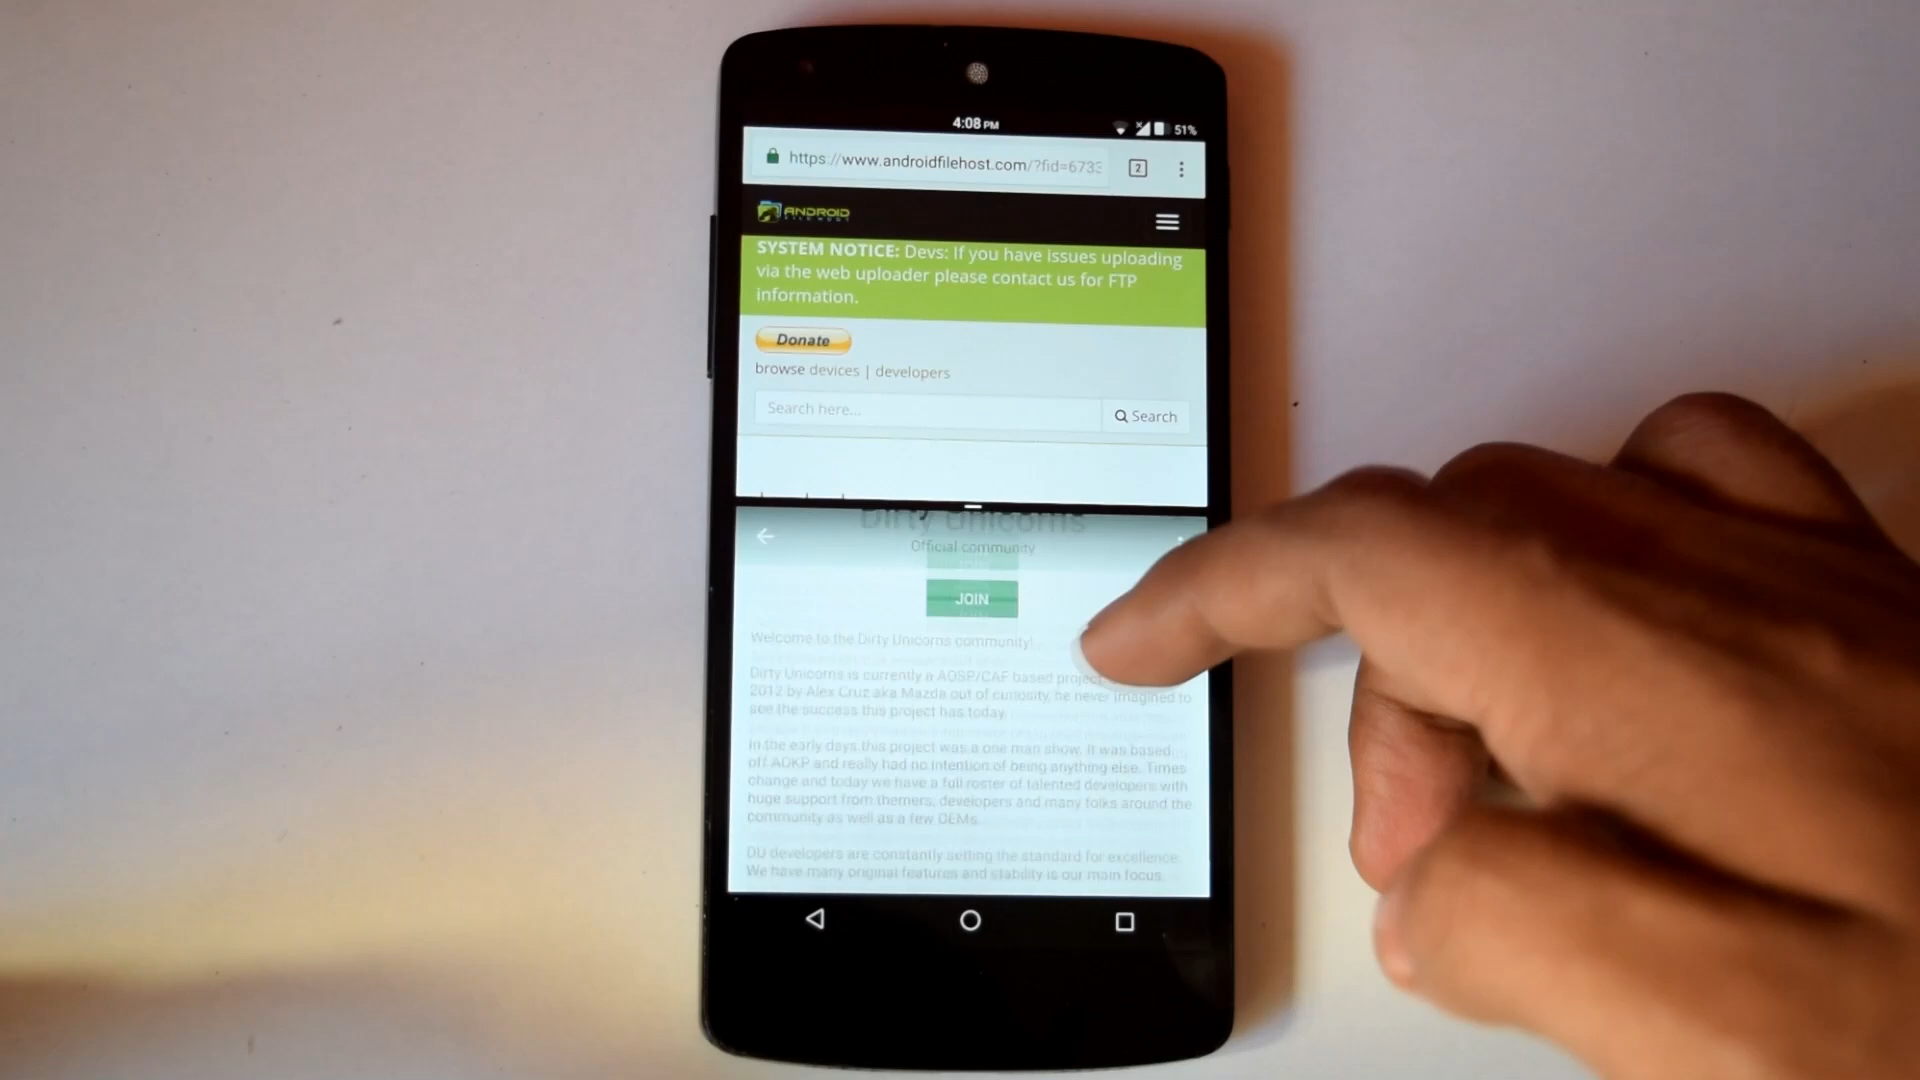 4:08 PM
51%
https://www.androidfilehost.com/?fid=6733
2
ANDROID
SYSTEM NOTICE: Devs: If you have issues uploading
via the web uploader please contact us for FTP
information.
Donate
browse devices | developers
Search here...
Search
Dirty Unicorns
Official community
JOIN
Welcome to the Dirty Unicorns community!
Dirty Unicorns is currently a AOSP/CAF based project
2012 by Alex Cruz aka Mazda out of curiosity, he never imagined to
see the success this project has today.
In the early days this project was a one man show. It was based
off AOKP and really had no intention of being anything else. Times
change and today we have a full roster of talented developers with
huge support from themers, developers and many folks around the
community as well as a few OEMs.
DU developers are constantly setting the standard for excellence.
We have many original features and stability is our main focus.